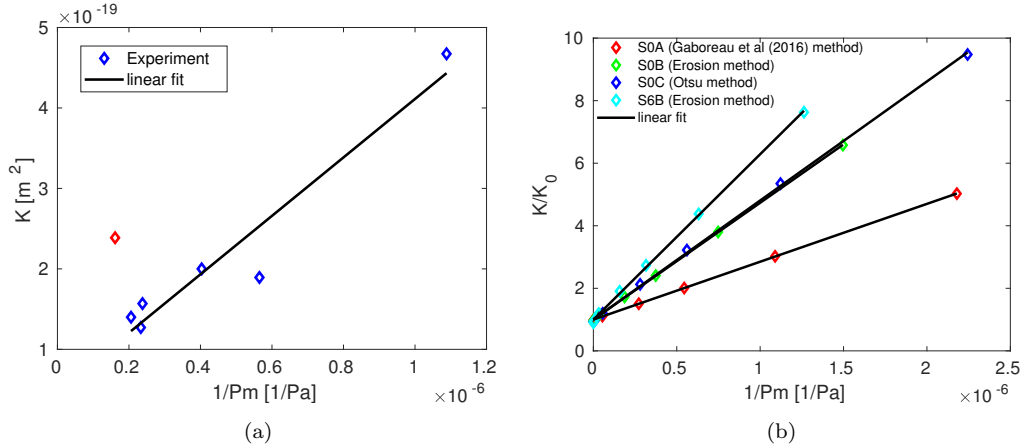 ×10⁻¹⁹
5
4
3
2
1
K [m²]
Experiment
linear fit
0
0.2
0.4
0.6
0.8
1
1.2
1/Pm [1/Pa]
×10⁻⁶
(a)
10
8
6
4
2
0
K/K₀
S0A (Gaboreau et al (2016) method)
S0B (Erosion method)
S0C (Otsu method)
S6B (Erosion method)
linear fit
0
0.5
1
1.5
2
2.5
1/Pm [1/Pa]
×10⁻⁶
(b)